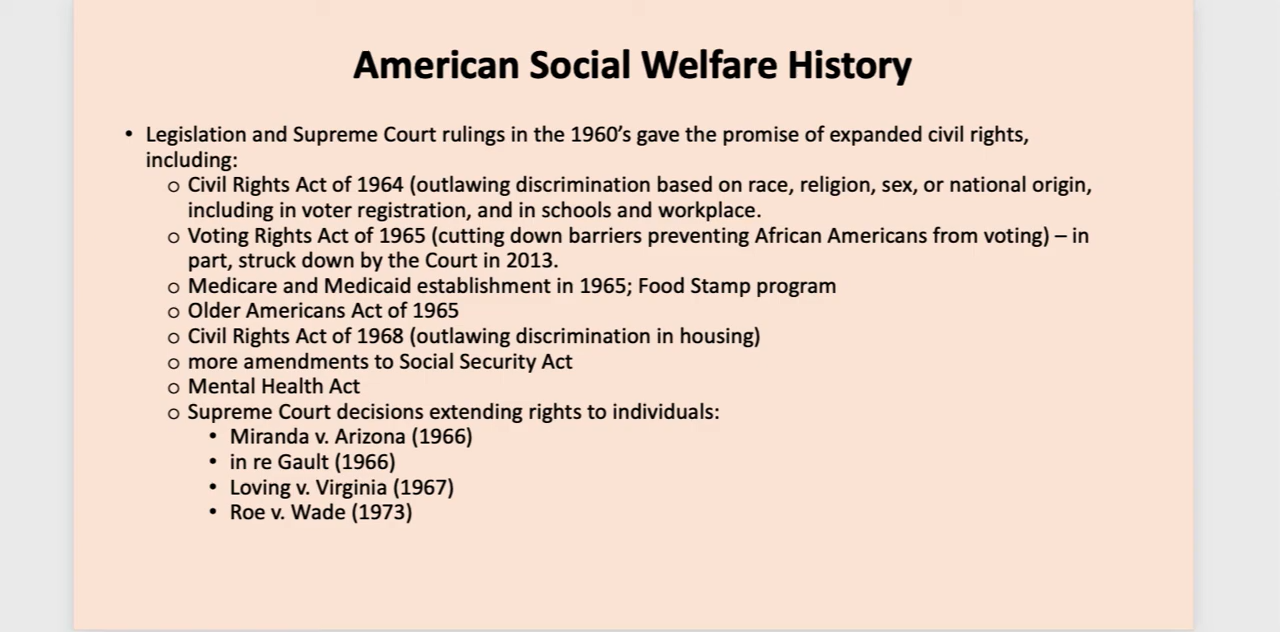 American Social Welfare History
• Legislation and Supreme Court rulings in the 1960’s gave the promise of expanded civil rights,
including:
o Civil Rights Act of 1964 (outlawing discrimination based on race, religion, sex, or national origin,
including in voter registration, and in schools and workplace.
o Voting Rights Act of 1965 (cutting down barriers preventing African Americans from voting) – in
part, struck down by the Court in 2013.
o Medicare and Medicaid establishment in 1965; Food Stamp program
o Older Americans Act of 1965
o Civil Rights Act of 1968 (outlawing discrimination in housing)
o more amendments to Social Security Act
o Mental Health Act
o Supreme Court decisions extending rights to individuals:
• Miranda v. Arizona (1966)
• in re Gault (1966)
• Loving v. Virginia (1967)
• Roe v. Wade (1973)